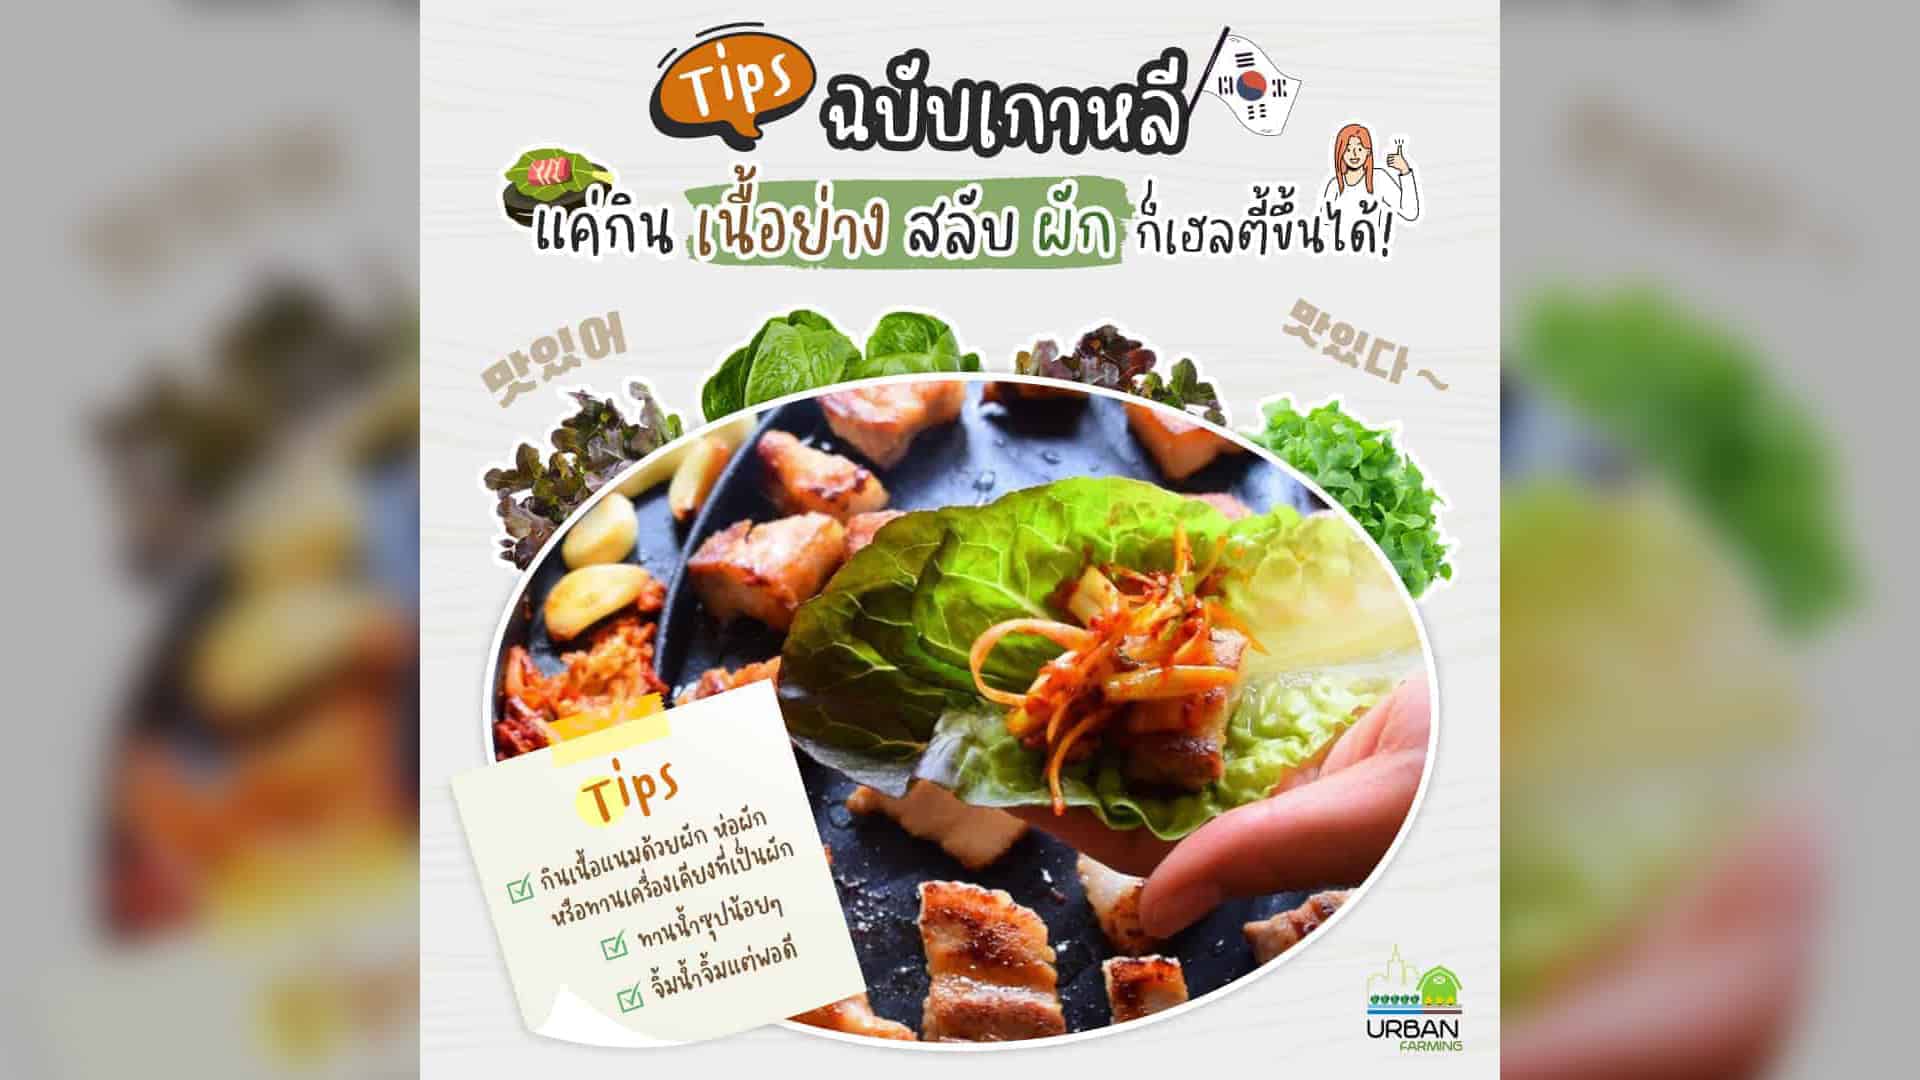 Tips ฉบับเกาหลี
แค่กิน เนื้อย่าง สลับ ผัก ก็เฮลตี้ขึ้นได้!
맛있어
맛있다~
Tips
กินเนื้อแนมด้วยผัก ห่อผัก
หรือทานเครื่องเคียงที่เป็นผัก
ทานน้ำซุปน้อยๆ
จิ้มน้ำจิ้มแต่พอดี
URBAN
FARMING